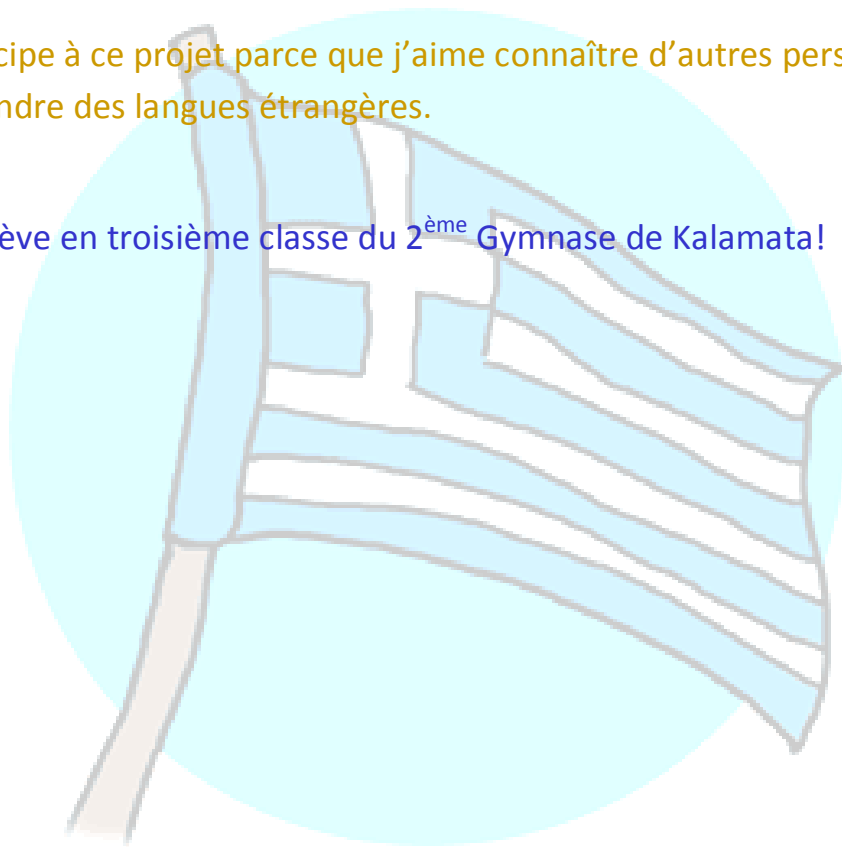 cipe à ce projet parce que j’aime connaître d’autres pers
ndre des langues étrangères.
ève en troisième classe du 2ème Gymnase de Kalamata!